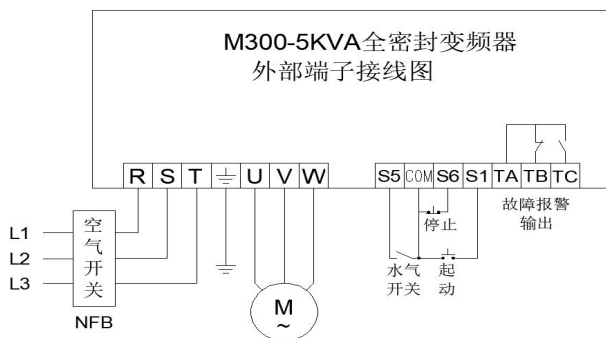 M300-5KVA全密封变频器
外部端子接线图
R S T U V W
S5 COM S6 S1 TA TB TC
停止
故障报警
输出
L1
L2
L3
空气开关
NFB
M
~
水气
开关
起动